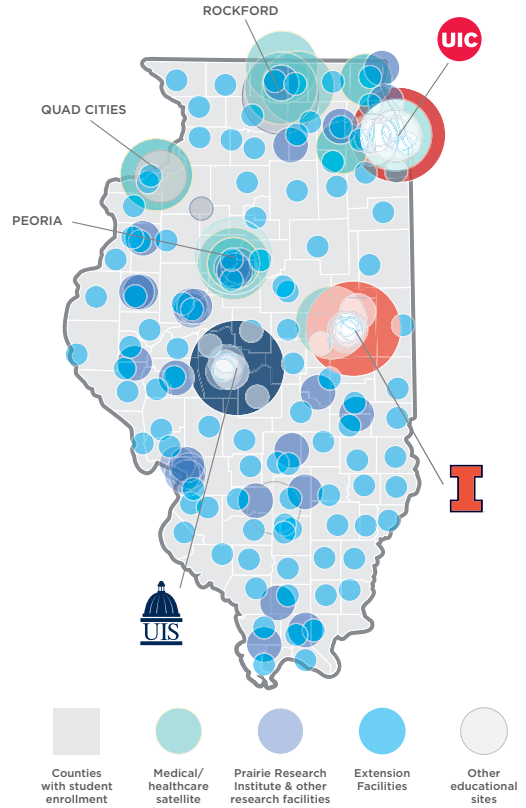 ROCKFORD
UIC
QUAD CITIES
PEORIA
I
UIS
Counties
with student
enrollment
Medical/
healthcare
satellite
Prairie Research
Institute & other
research facilities
Extension
Facilities
Other
educational
sites